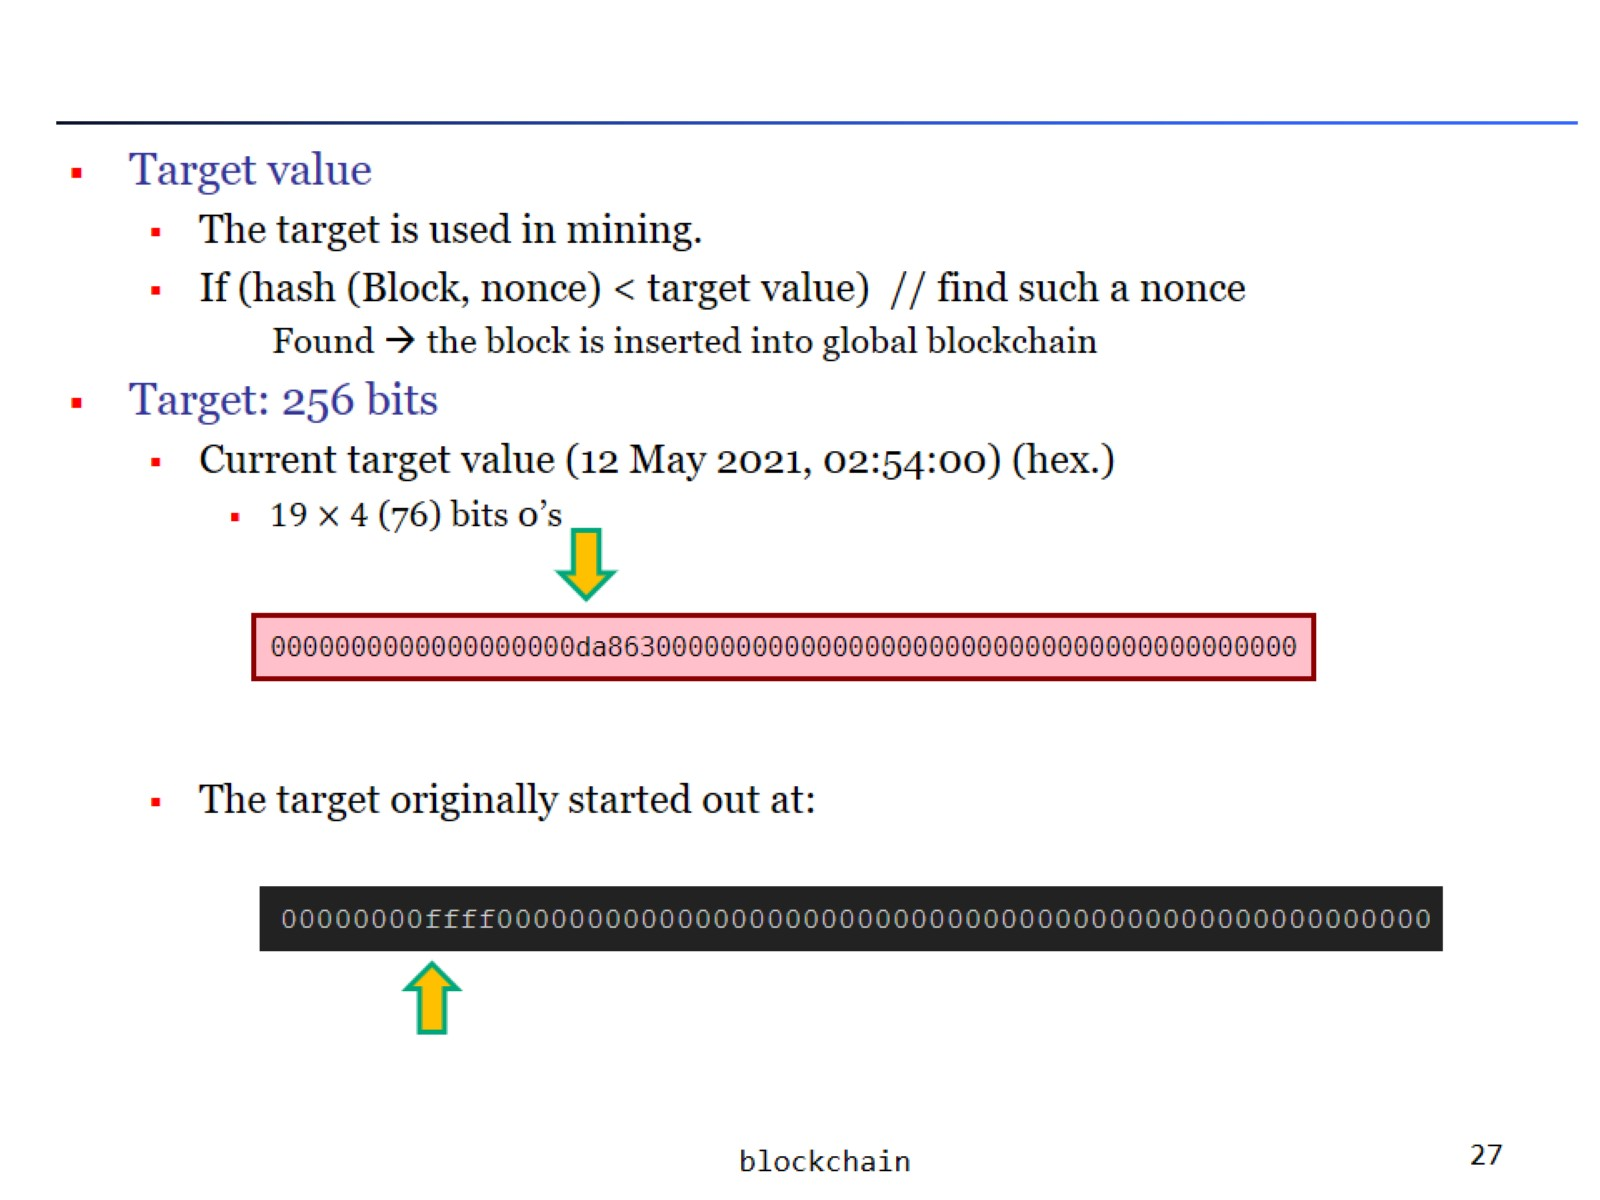 Target value
The target is used in mining.
If (hash (Block, nonce) < target value) // find such a nonce
Found → the block is inserted into global blockchain
Target: 256 bits
Current target value (12 May 2021, 02:54:00) (hex.)
19 × 4 (76) bits 0's
0000000000000000000da8630000000000000000000000000000000000000000
The target originally started out at:
00000000ffff0000000000000000000000000000000000000000000000000000
blockchain
27